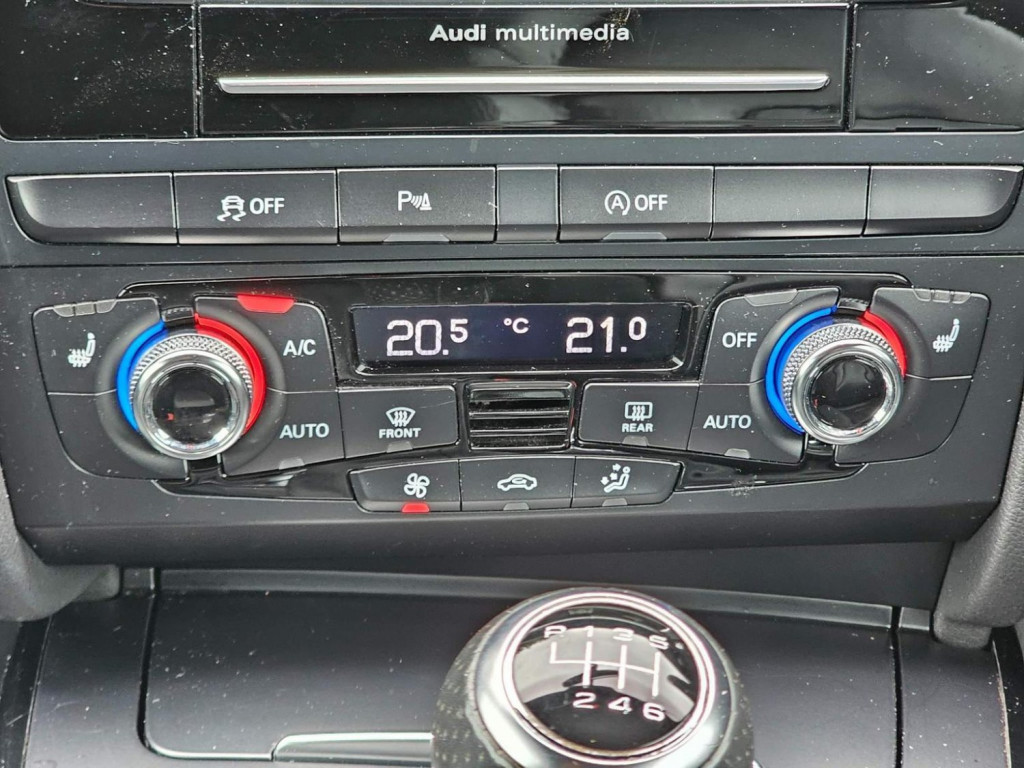 Audi multimedia
OFF P A OFF
20.5 °C 21.0
A/C OFF
AUTO FRONT REAR AUTO
R 1 3 5
2 4 6